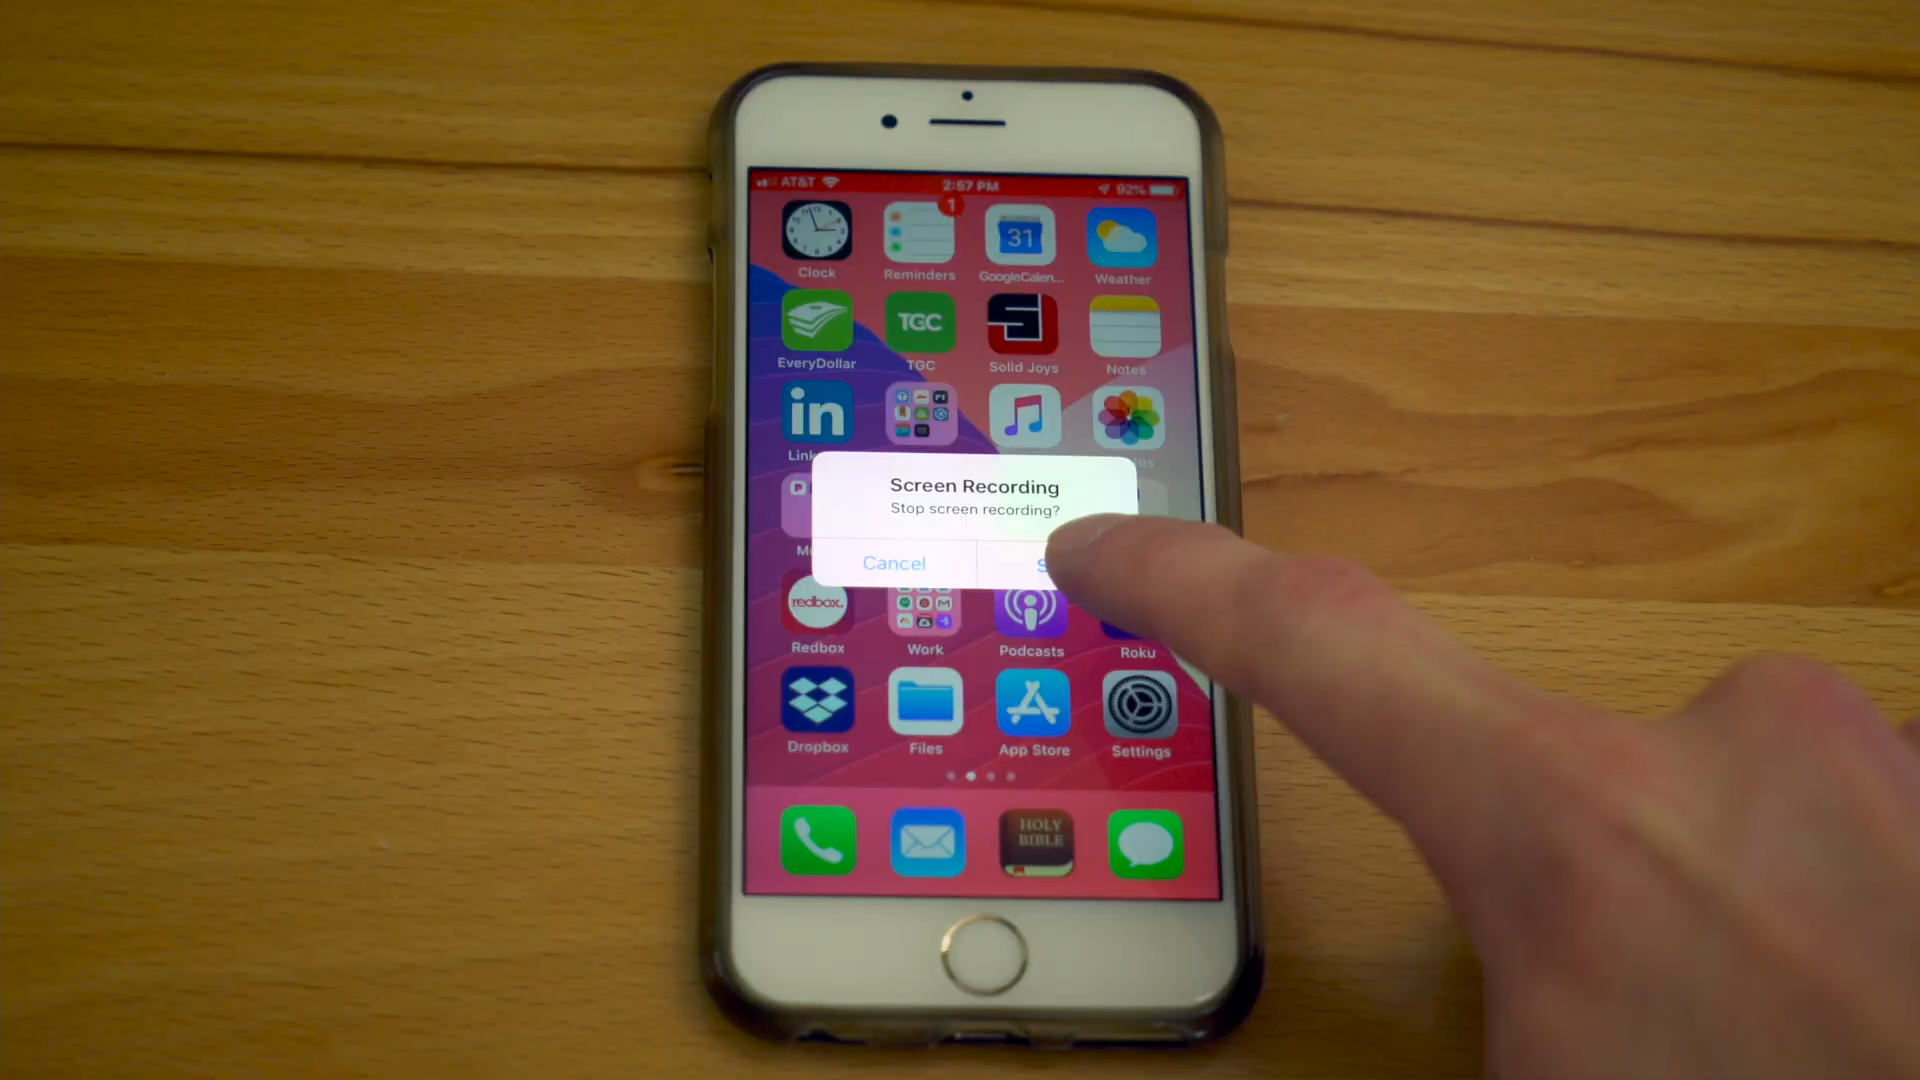 AT&T 2:57 PM 92%
1
31
Clock Reminders GoogleCalen... Weather
TGC
EveryDollar TGC Solid Joys Notes
in
Screen Recording
Stop screen recording?
Cancel
redbox.
Redbox Work Podcasts Roku
Dropbox Files App Store Settings
HOLY
BIBLE